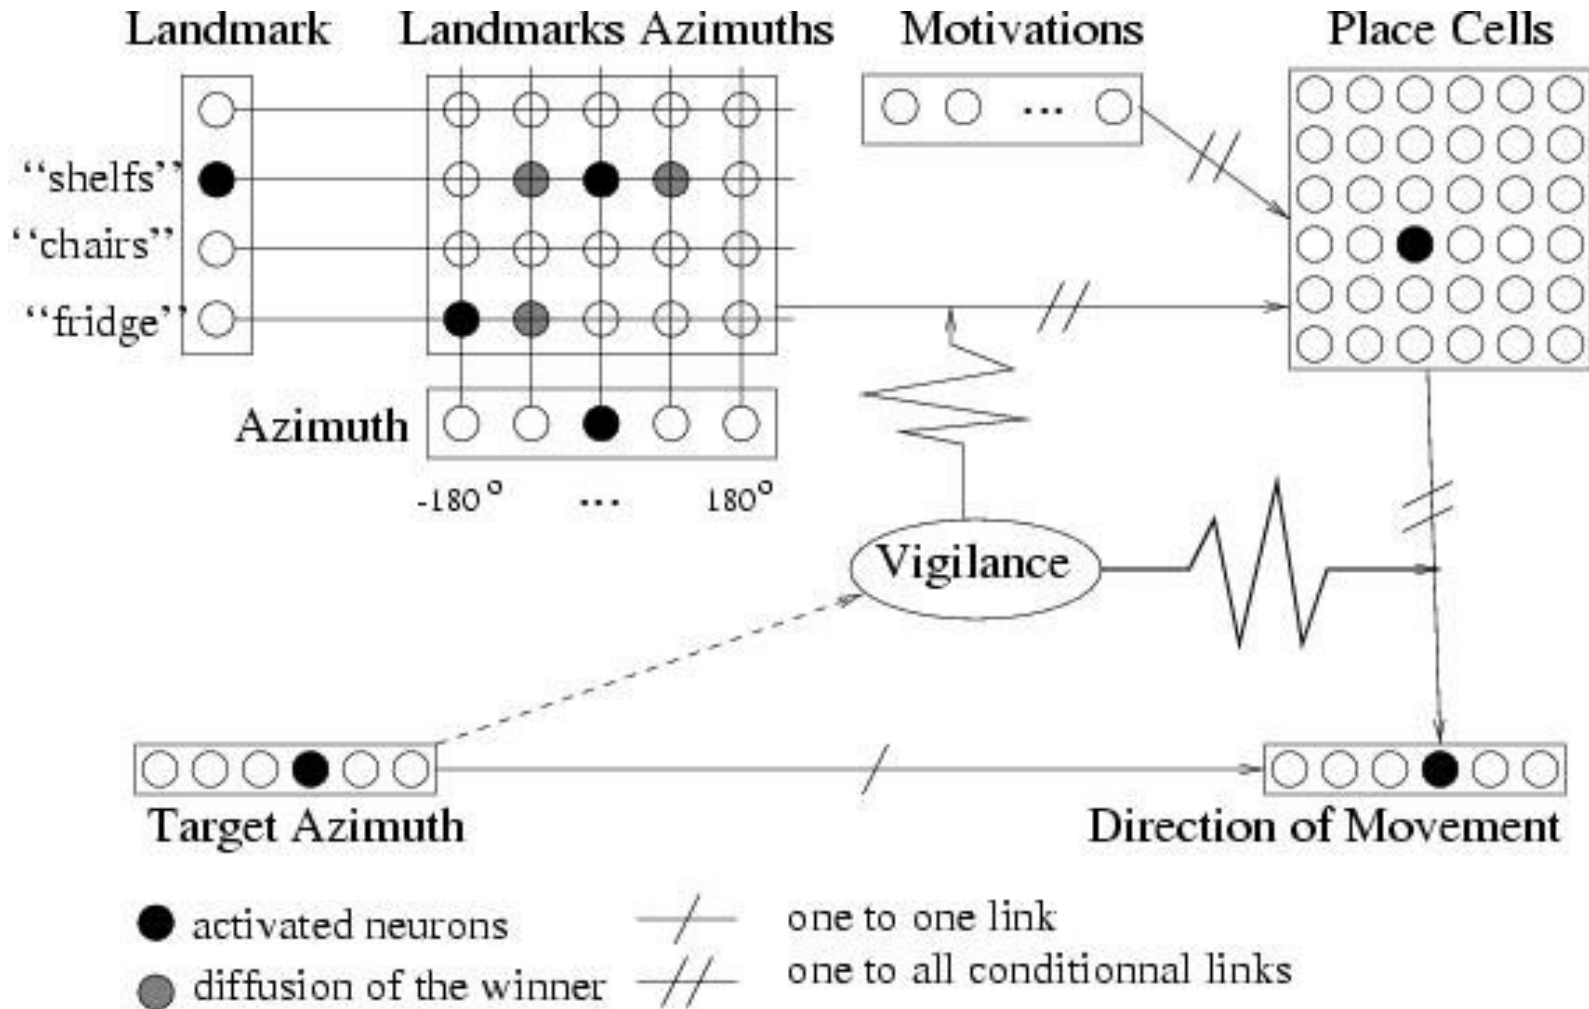 Landmark
Landmarks Azimuths
Motivations
Place Cells
...
‘‘shelfs’’
‘‘chairs’’
‘‘fridge’’
Azimuth
-180°
...
180°
Vigilance
Target Azimuth
Direction of Movement
activated neurons
one to one link
diffusion of the winner
one to all conditionnal links